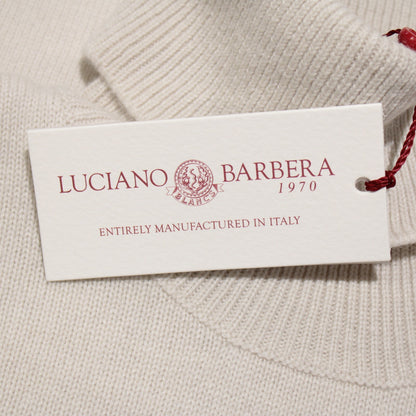 LUCIANO BARBERA
1970
ENTIRELY MANUFACTURED IN ITALY